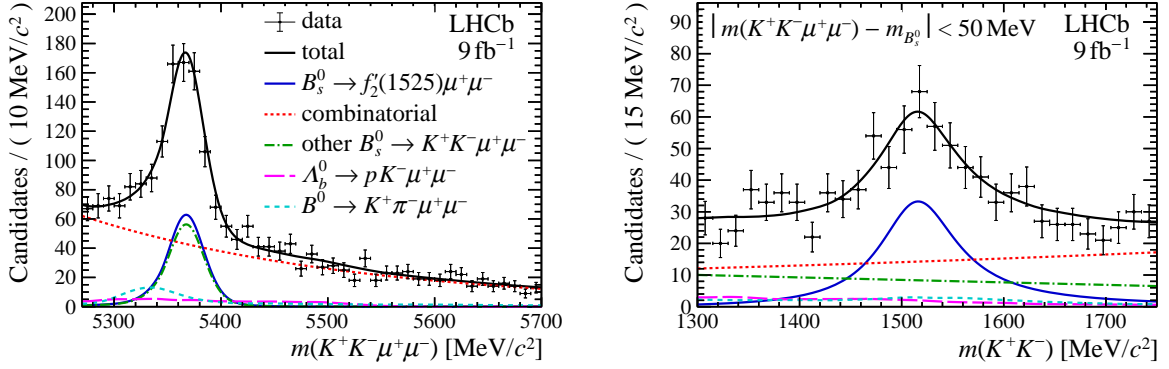 Candidates / ( 10 MeV/c²)
180
160
140
120
100
80
60
40
20
0
5300
5400
5500
5600
5700
m(K⁺K⁻μ⁺μ⁻) [MeV/c²]
data
total
B⁰ₛ → f′₂(1525)μ⁺μ⁻
combinatorial
other B⁰ₛ → K⁺K⁻μ⁺μ⁻
Λ⁰_b → pK⁻μ⁺μ⁻
B⁰ → K⁺π⁻μ⁺μ⁻
LHCb
9 fb⁻¹
Candidates / ( 15 MeV/c²)
90
80
70
60
50
40
30
20
10
0
1300
1400
1500
1600
1700
m(K⁺K⁻) [MeV/c²]
|m(K⁺K⁻μ⁺μ⁻) − m_{B⁰ₛ}| < 50 MeV
LHCb
9 fb⁻¹